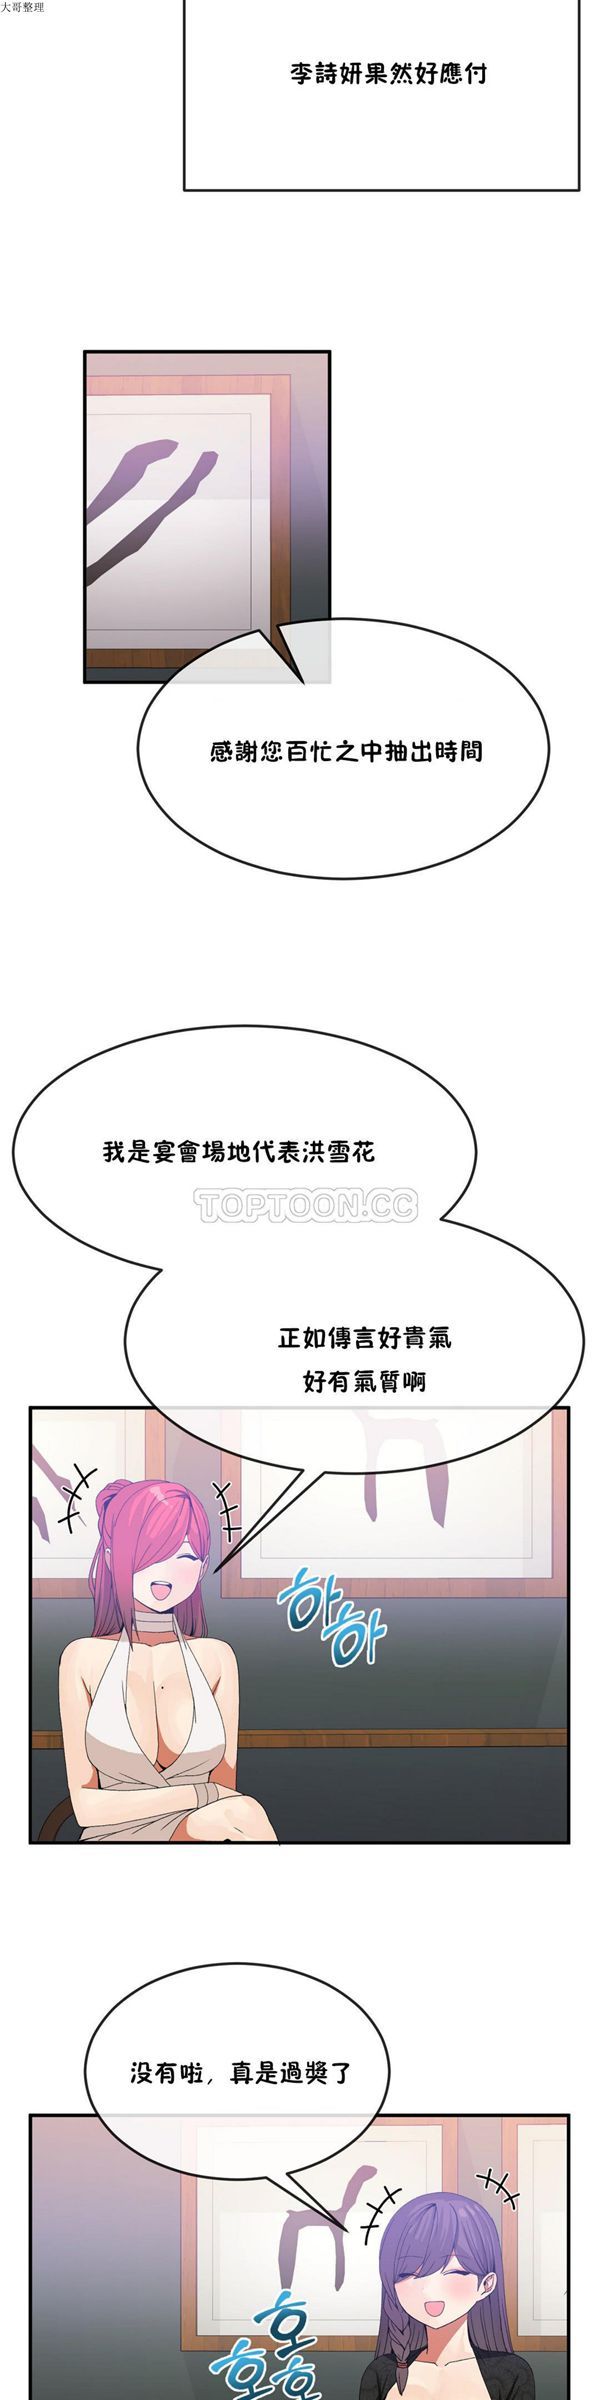 大哥整理
李詩妍果然好應付
感謝您百忙之中抽出時間
我是宴會場地代表洪雪花
TOPTOON.CC
正如傳言好貴氣
好有氣質啊
하하
没有啦，真是過獎了
호호